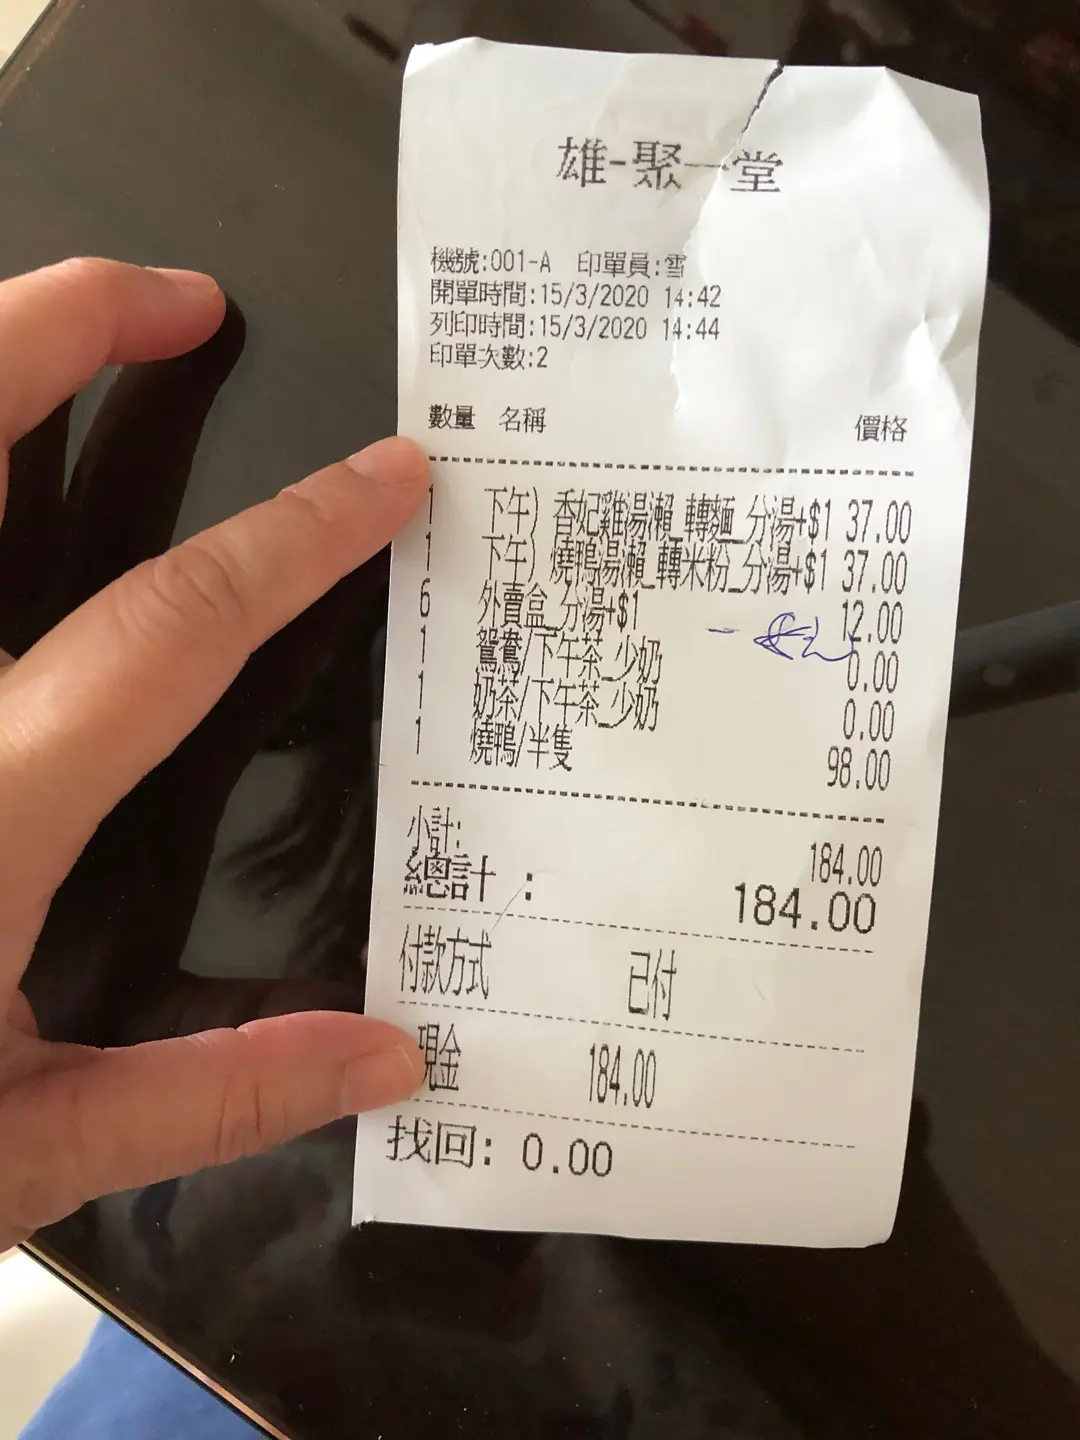 雄-聚一堂
機號:001-A 印單員:雪
開單時間:15/3/2020 14:42
列印時間:15/3/2020 14:44
印單次數:2
數量 名稱 價格
1 下午) 香妃雞湯瀨_轉麵_分湯+$1 37.00
1 下午) 燒鴨湯瀨_轉米粉_分湯+$1 37.00
6 外賣盒_分湯+$1 12.00
1 鴛鴦/下午茶_少奶 0.00
1 奶茶/下午茶_少奶 0.00
1 燒鴨/半隻 98.00
小計: 184.00
總計 : 184.00
付款方式 已付
現金 184.00
找回: 0.00